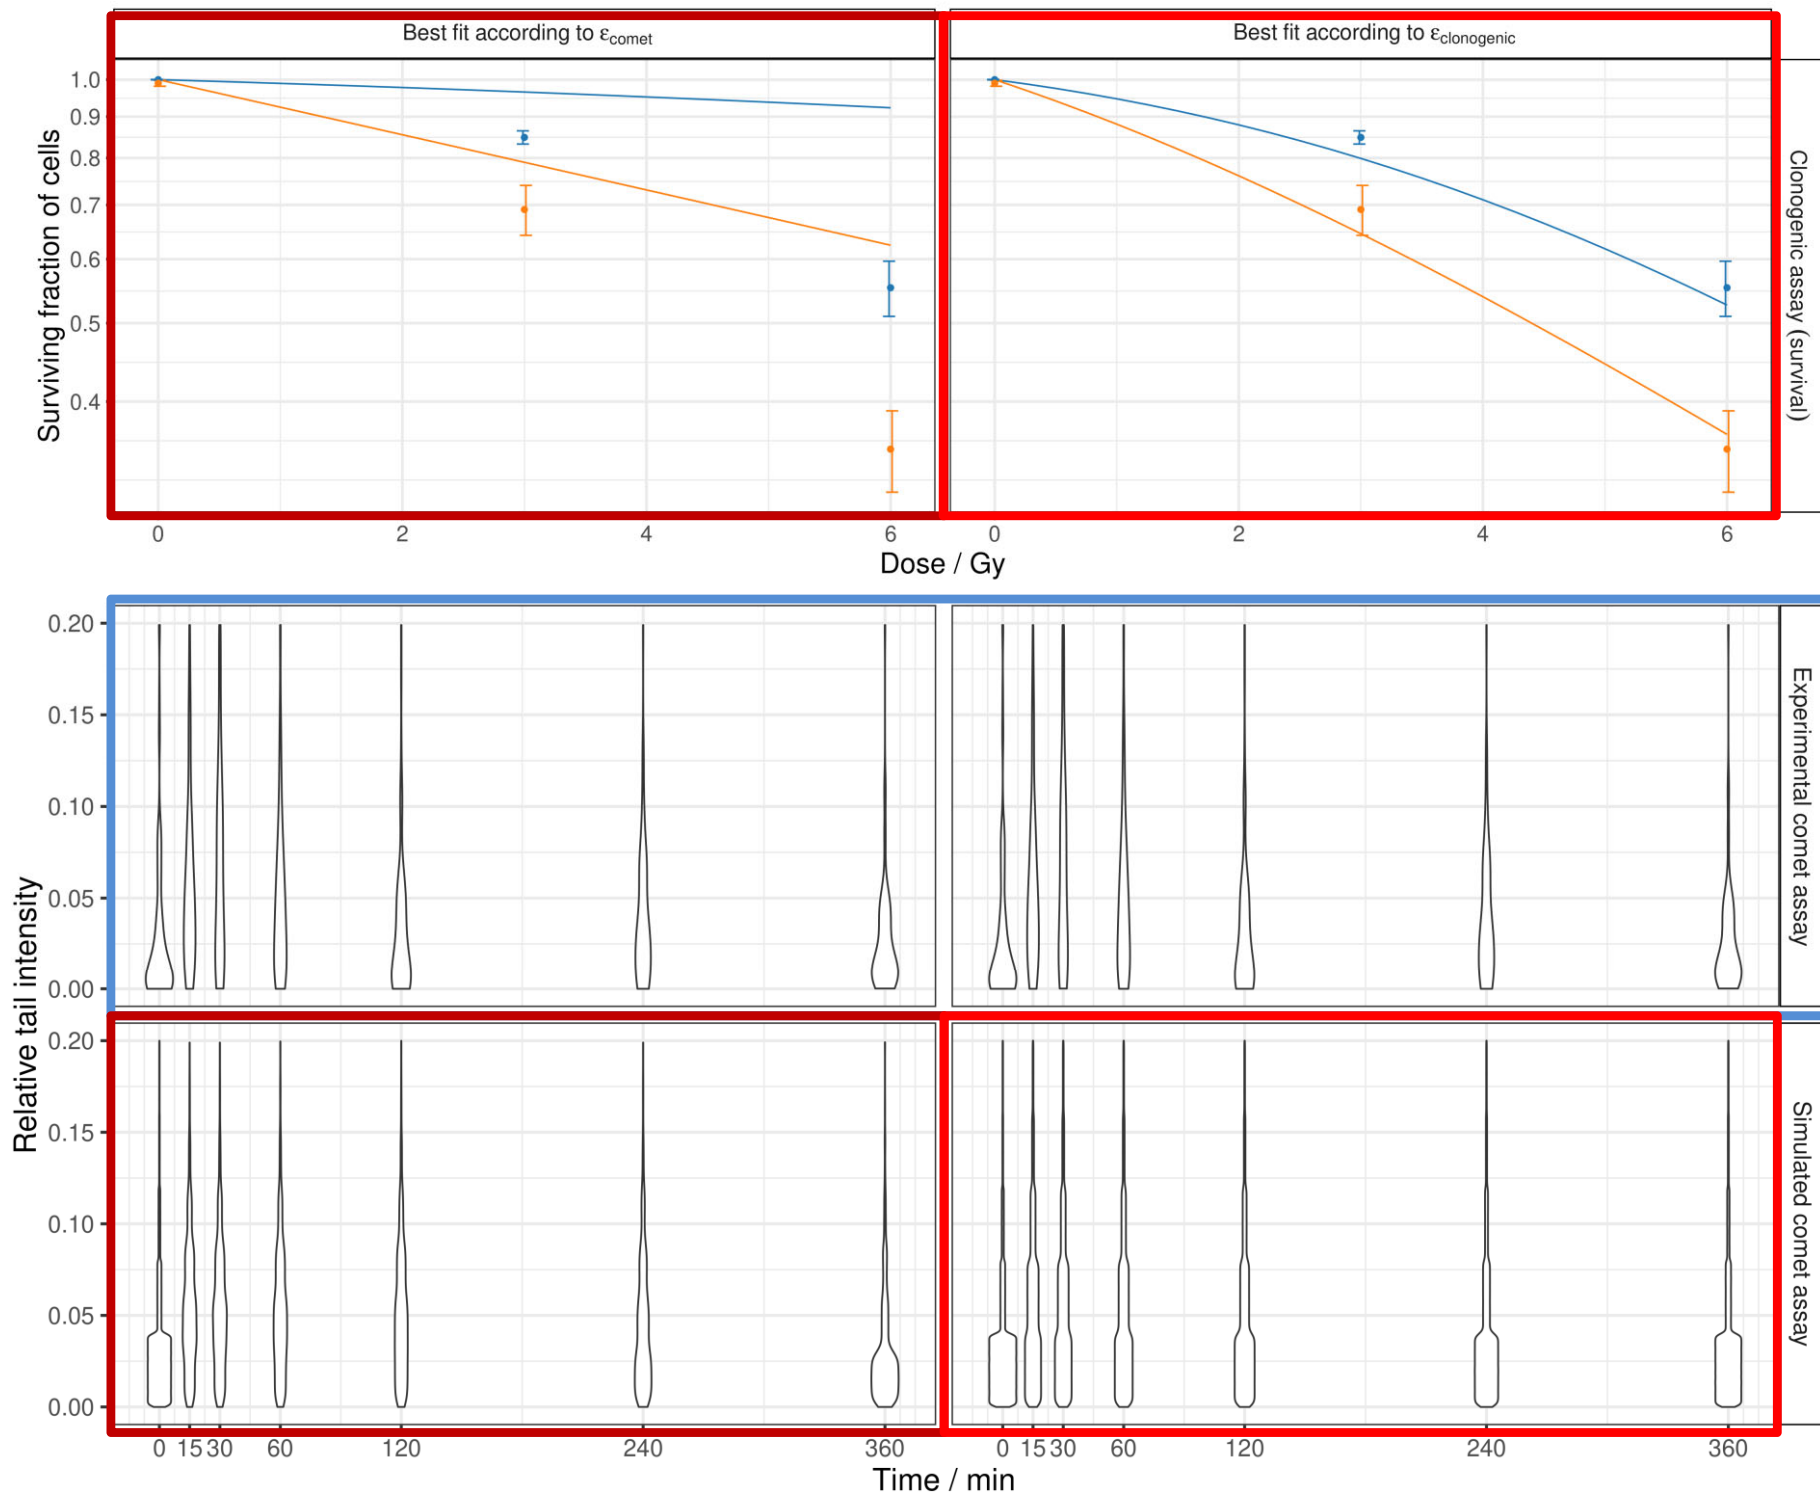 Best fit according to εcomet
Best fit according to εclonogenic
1.0
0.9
0.8
0.7
0.6
0.5
0.4
Surviving fraction of cells
Clonogenic assay (survival)
0 2 4 6 0 2 4 6
Dose / Gy
0.20
0.15
0.10
0.05
0.00
Experimental comet assay
Relative tail intensity
0.20
0.15
0.10
0.05
0.00
Simulated comet assay
0 15 30 60 120 240 360 0 15 30 60 120 240 360
Time / min